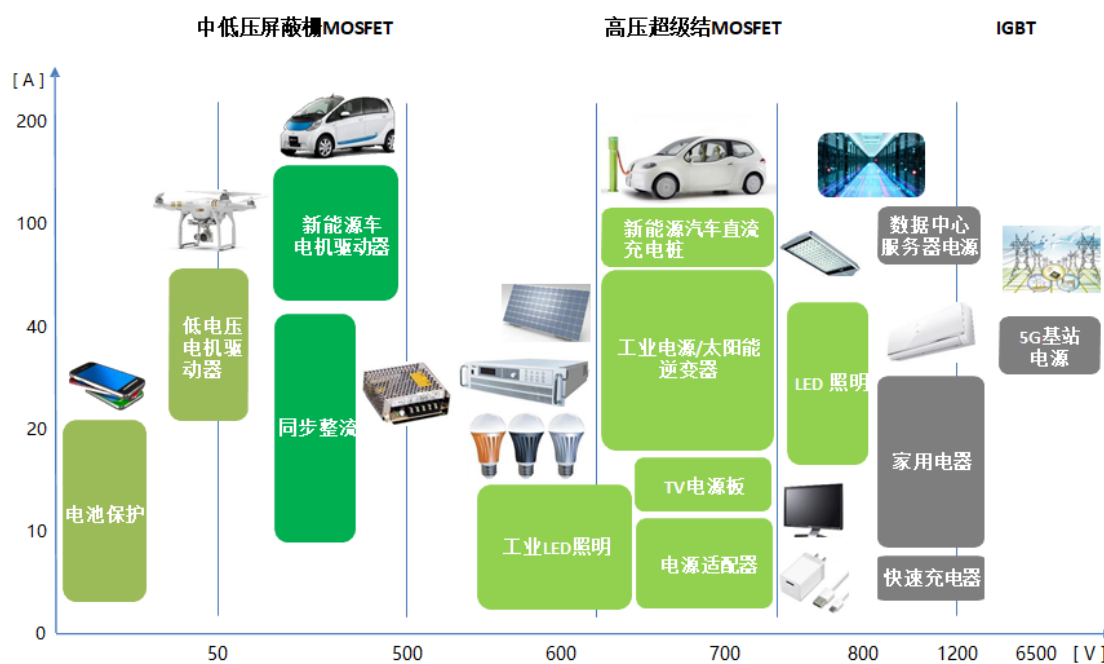 中低压屏蔽栅MOSFET
高压超级结MOSFET
IGBT
[ A ]
200
100
40
20
10
0
新能源车
电机驱动器
低电压
电机驱
动器
同步整流
电池保护
新能源汽车直流
充电桩
工业电源/太阳能
逆变器
TV电源板
工业LED照明
电源适配器
LED 照明
数据中心
服务器电源
5G基站
电源
家用电器
快速充电器
50
500
600
700
800
1200
6500
[ V ]